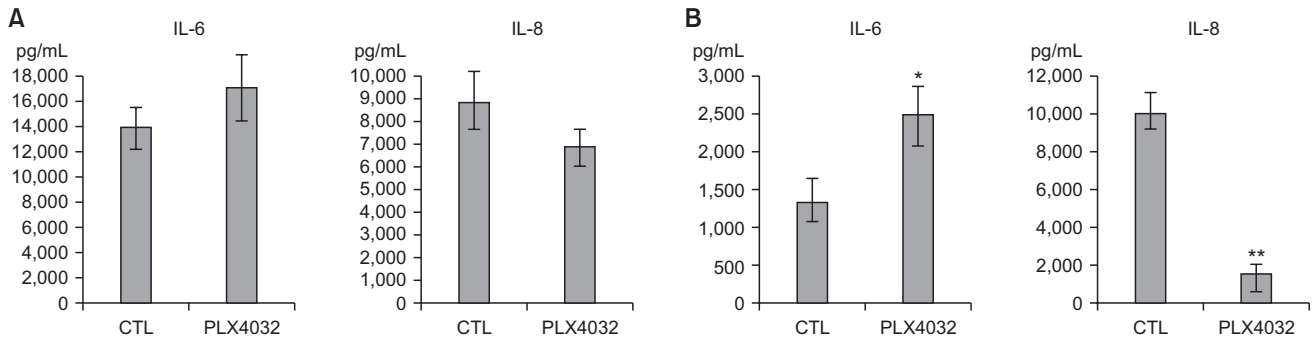 A
IL-6
pg/mL
18,000
16,000
14,000
12,000
10,000
8,000
6,000
4,000
2,000
0
CTL PLX4032
IL-8
pg/mL
10,000
9,000
8,000
7,000
6,000
5,000
4,000
3,000
2,000
1,000
0
CTL PLX4032
B
IL-6
pg/mL
3,000
2,500
2,000
1,500
1,000
500
0
*
CTL PLX4032
IL-8
pg/mL
12,000
10,000
8,000
6,000
4,000
2,000
0
**
CTL PLX4032